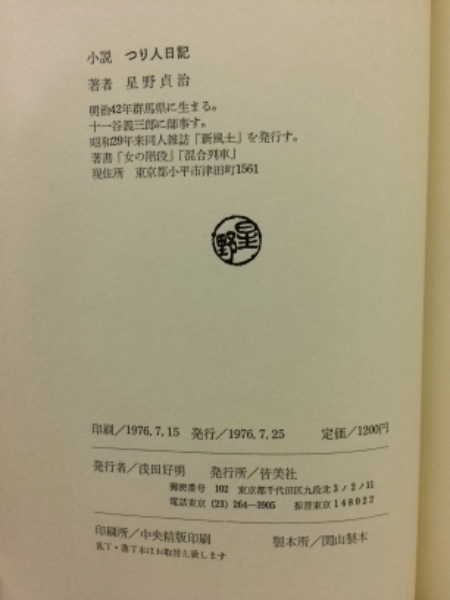 小説 つり人日記
著者 星野貞治
明治42年群馬県に生まる。
十一谷義三郎に師事す。
昭和29年来同人雑誌「新風土」を発行す。
著書「女の階段」「混合列車」
現住所 東京都小平市津田町1561
星野
印刷/1976.7.15 発行/1976.7.25 定価/1200円
発行者/浅田好明 発行所/皆美社
郵便番号 102 東京都千代田区九段北3ノ2ノ11
電話東京 (23) 264—3905 振替東京148022
印刷所/中央精版印刷 製本所/関山製本
乱丁・落丁本はお取替え致します